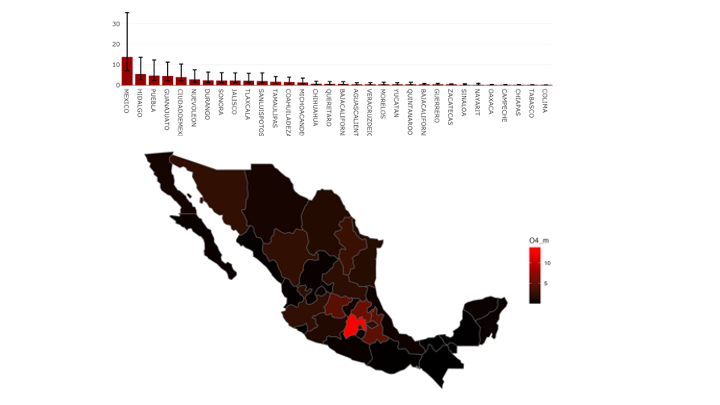 35
30
20
10
0
MEXICO
HIDALGO
PUEBLA
GUANAJUATO
CIUDADDEMEXI
NUEVOLEON
DURANGO
SONORA
JALISCO
TLAXCALA
SANLUISPOTOS
TAMAULIPAS
COAHUILADEZA
MICHOACANDE
CHIHUAHUA
QUERETARO
BAJACALIFORN
AGUASCALIENT
VERACRUZDEIG
MORELOS
YUCATAN
QUINTANAROO
BAJACALIFORN
GUERRERO
ZACATECAS
SINALOA
NAYARIT
OAXACA
CAMPECHE
CHIAPAS
TABASCO
COLIMA
O4_m
10
5